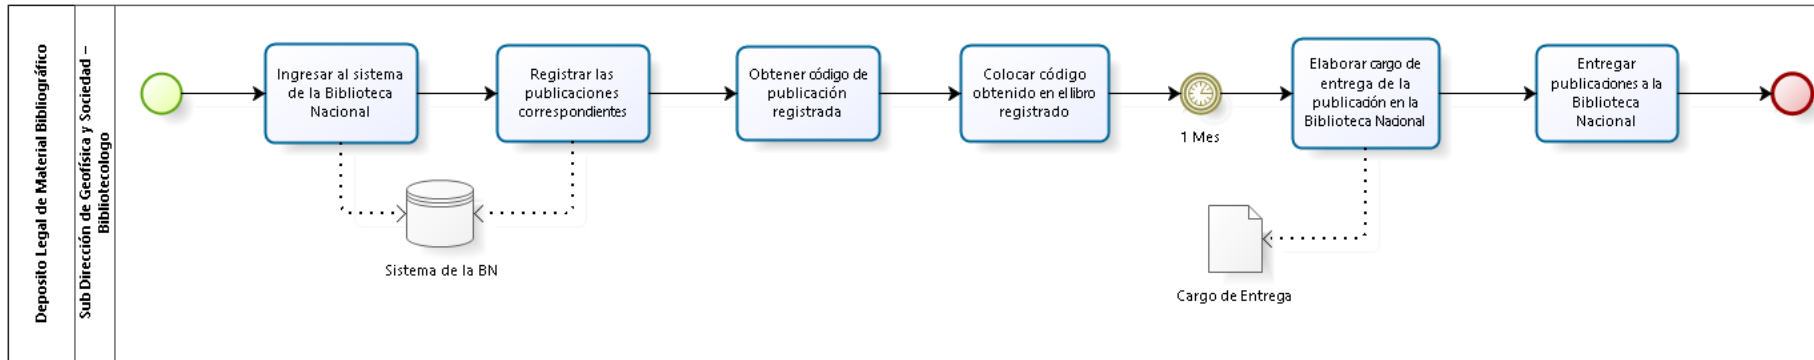 Deposito Legal de Material Bibliográfico
Sub Dirección de Geofísica y Sociedad –
Bibliotecologo
Ingresar al sistema
de la Biblioteca
Nacional
Registrar las
publicaciones
correspondientes
Obtener código de
publicación
registrada
Colocar código
obtenido en el libro
registrado
1 Mes
Elaborar cargo de
entrega de la
publicación en la
Biblioteca Nacional
Entregar
publicaciones a la
Biblioteca
Nacional
Sistema de la BN
Cargo de Entrega